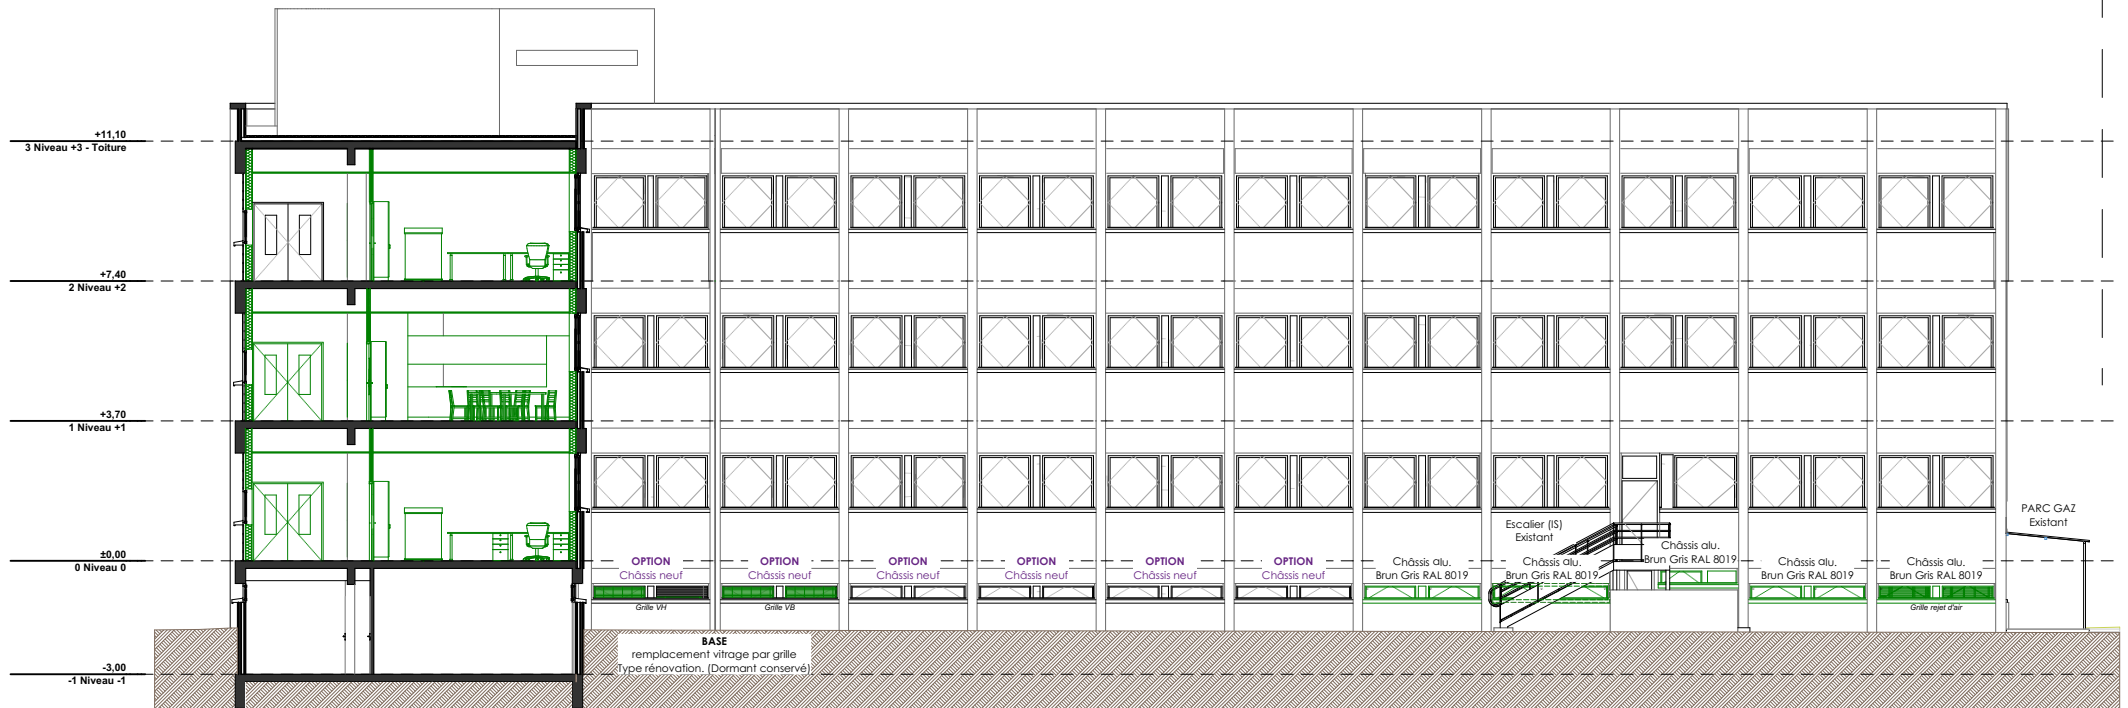 +11,10
3 Niveau +3 - Toiture
+7,40
2 Niveau +2
+3,70
1 Niveau +1
±0,00
0 Niveau 0
-3,00
-1 Niveau -1
OPTION
Châssis neuf
Grille VH
OPTION
Châssis neuf
Grille VB
OPTION
Châssis neuf
OPTION
Châssis neuf
OPTION
Châssis neuf
OPTION
Châssis neuf
Châssis alu.
Brun Gris RAL 8019
Escalier (IS)
Existant
Châssis alu.
Brun Gris RAL 8019
Châssis alu.
Brun Gris RAL 8019
Châssis alu.
Brun Gris RAL 8019
Châssis alu.
Brun Gris RAL 8019
Grille rejet d'air
PARC GAZ
Existant
BASE
remplacement vitrage par grille
Type rénovation. (Dormant conservé)